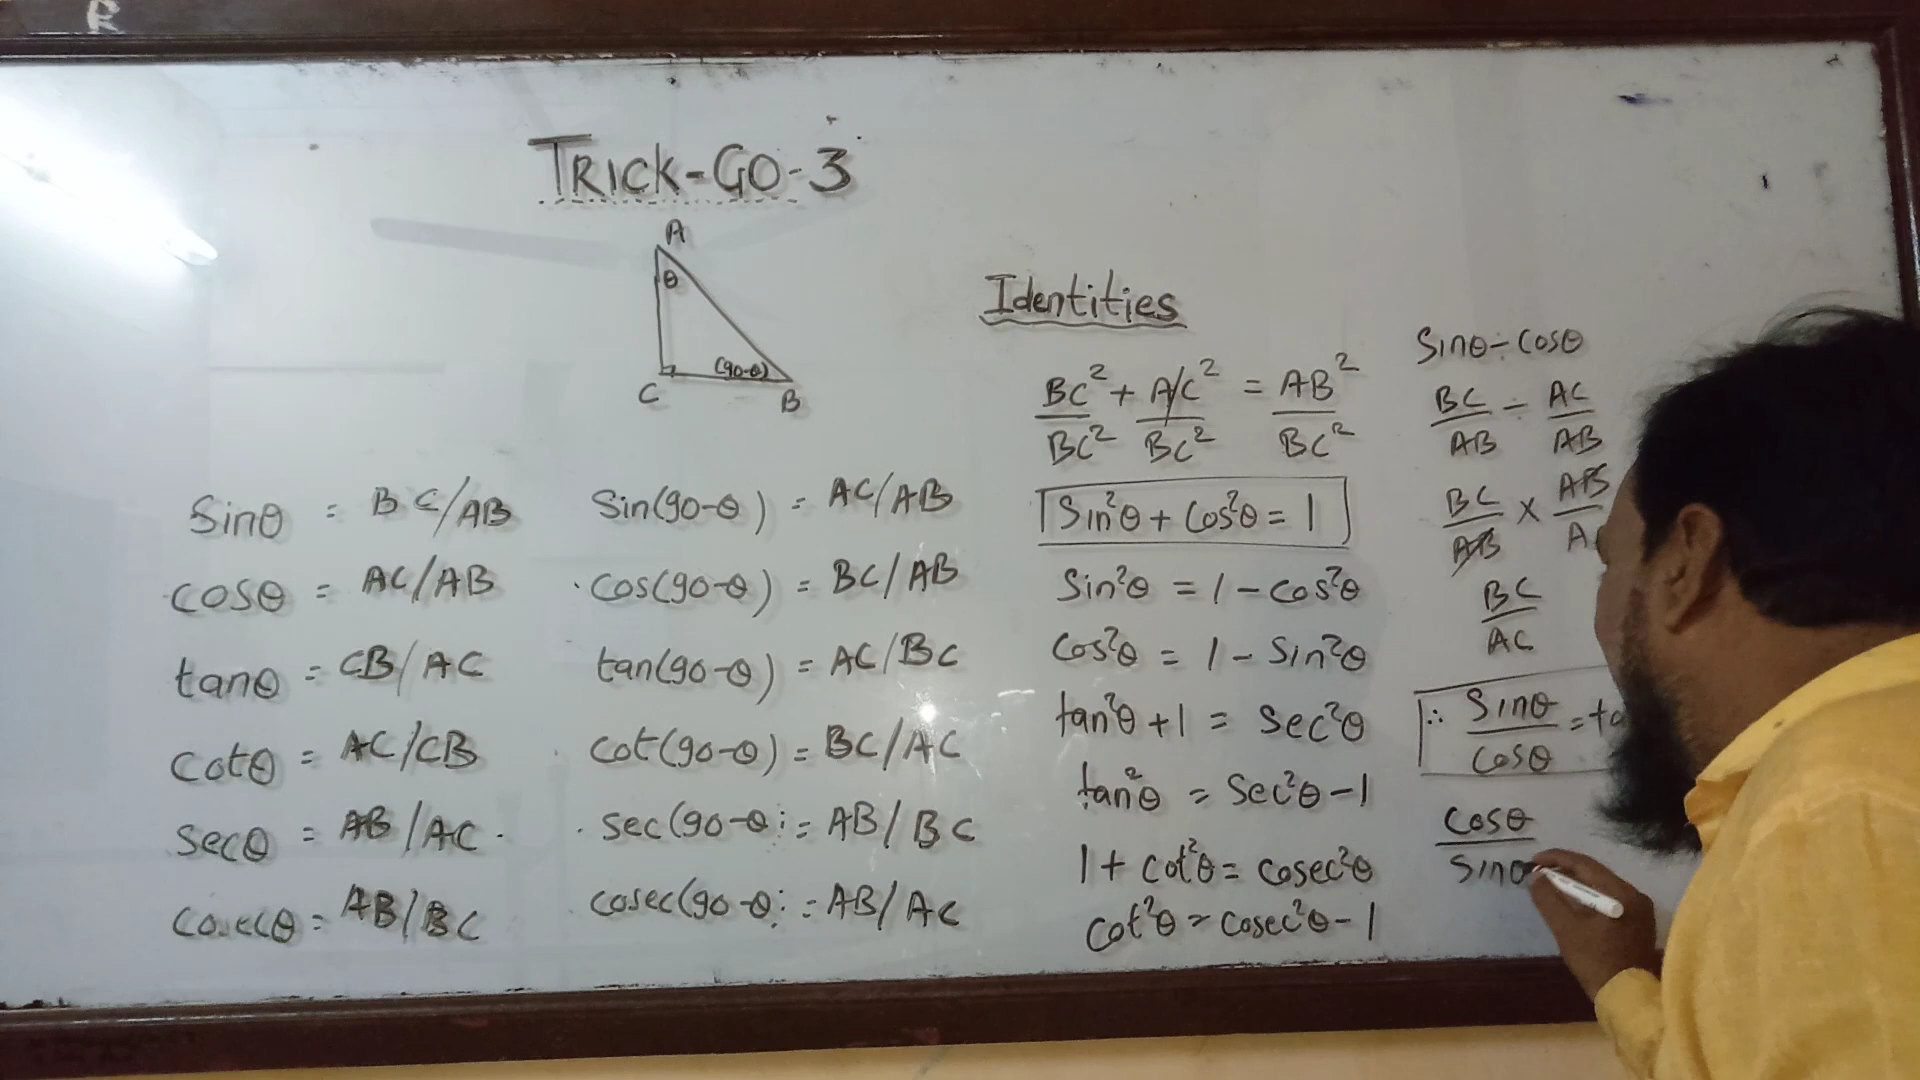 R
TRICK-GO-3
A
θ
(90-θ)
C
B
Sinθ = BC/AB
cosθ = AC/AB
tanθ = CB/AC
cotθ = AC/CB
secθ = AB/AC
cosecθ = AB/BC
Sin(90-θ) = AC/AB
cos(90-θ) = BC/AB
tan(90-θ) = AC/BC
cot(90-θ) = BC/AC
sec(90-θ) = AB/BC
cosec(90-θ) = AB/AC
Identities
BC² + AC² = AB²
BC² BC² BC²
Sin²θ + Cos²θ = 1
Sin²θ = 1 - cos²θ
Cos²θ = 1 - Sin²θ
tan²θ + 1 = Sec²θ
tan²θ = Sec²θ - 1
1 + cot²θ = cosec²θ
cot²θ = cosec²θ - 1
Sinθ ÷ cosθ
BC ÷ AC
AB AB
BC × AB
AB A
BC
AC
∴ Sinθ = ta
cosθ
cosθ
Sinθ